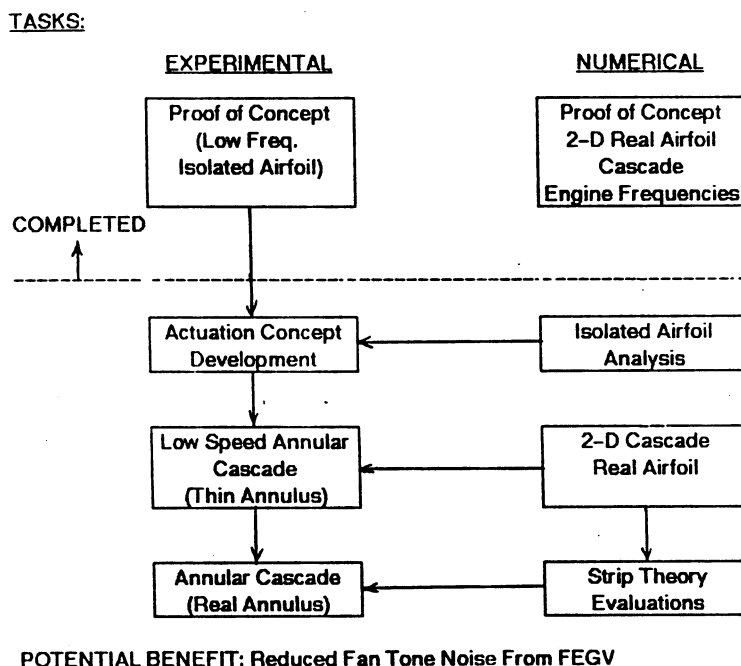 TASKS:
EXPERIMENTAL
NUMERICAL
Proof of Concept
(Low Freq.
Isolated Airfoil)
Proof of Concept
2-D Real Airfoil
Cascade
Engine Frequencies
COMPLETED
Actuation Concept
Development
Isolated Airfoil
Analysis
Low Speed Annular
Cascade
(Thin Annulus)
2-D Cascade
Real Airfoil
Annular Cascade
(Real Annulus)
Strip Theory
Evaluations
POTENTIAL BENEFIT: Reduced Fan Tone Noise From FEGV